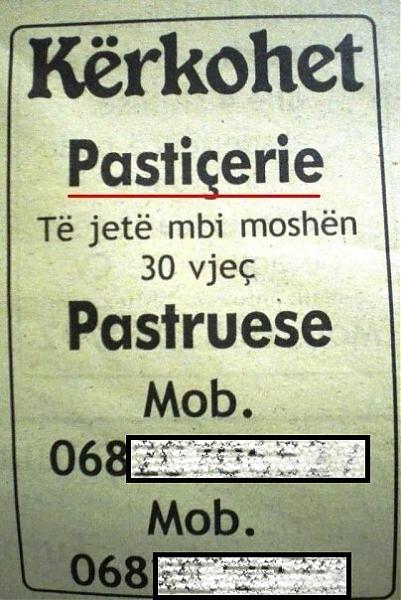 Kërkohet
Pastiçerie
Të jetë mbi moshën
30 vjeç
Pastruese
Mob.
068
Mob.
068